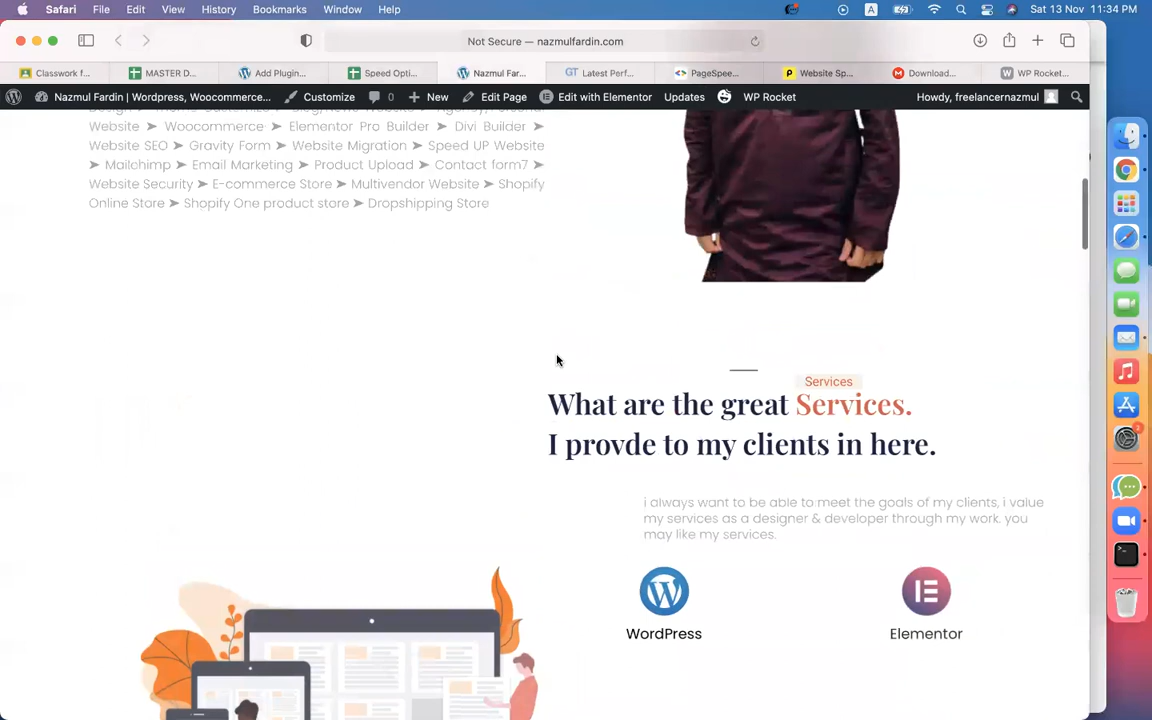 Safari File Edit View History Bookmarks Window Help A Sat 13 Nov 11:34 PM
Not Secure — nazmulfardin.com
Classwork f... MASTER D... Add Plugin... Speed Opti... Nazmul Far... GT Latest Perf... PageSpee... P Website Sp... Download... W WP Rocket...
Nazmul Fardin | Wordpress, Woocommerce... Customize 0 + New Edit Page Edit with Elementor Updates WP Rocket Howdy, freelancernazmul
Website ➤ Woocommerce ➤ Elementor Pro Builder ➤ Divi Builder ➤
Website SEO ➤ Gravity Form ➤ Website Migration ➤ Speed UP Website
➤ Mailchimp ➤ Email Marketing ➤ Product Upload ➤ Contact form7 ➤
Website Security ➤ E-commerce Store ➤ Multivendor Website ➤ Shopify
Online Store ➤ Shopify One product store ➤ Dropshipping Store
Services
What are the great Services.
I provde to my clients in here.
i always want to be able to meet the goals of my clients, i value
my services as a designer & developer through my work. you
may like my services.
WordPress
Elementor